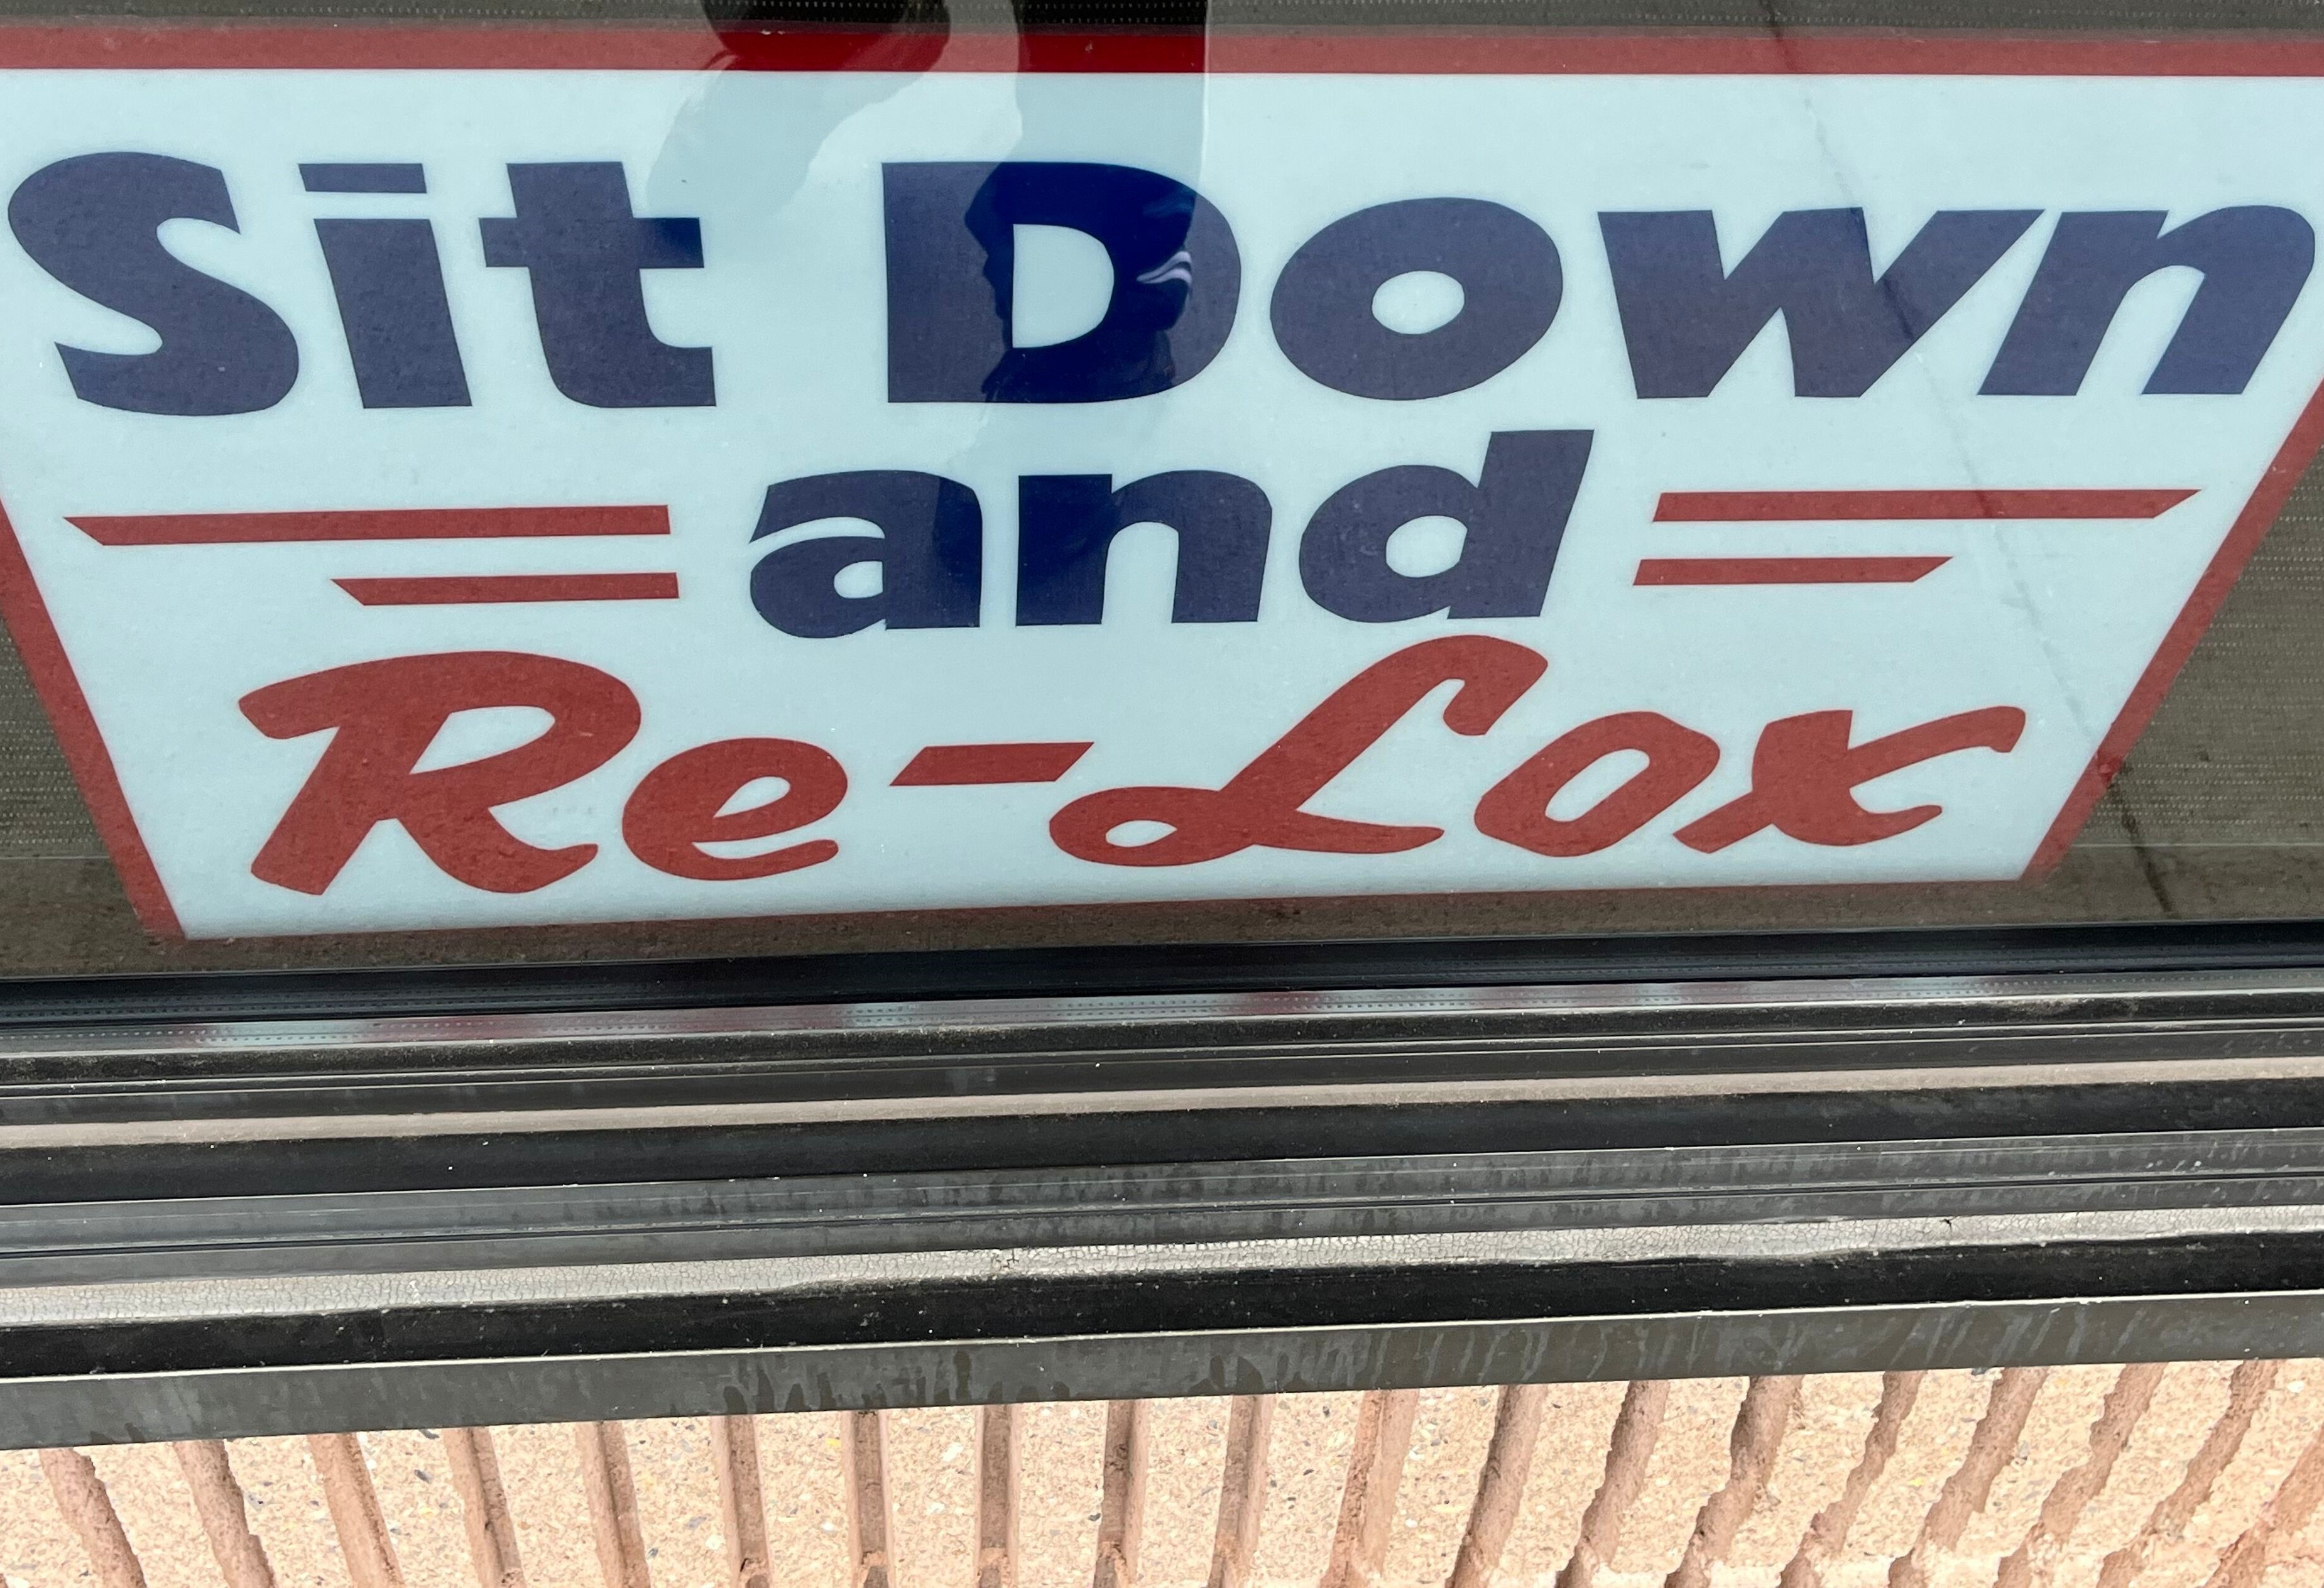 Sit Down
and
Re-Lox